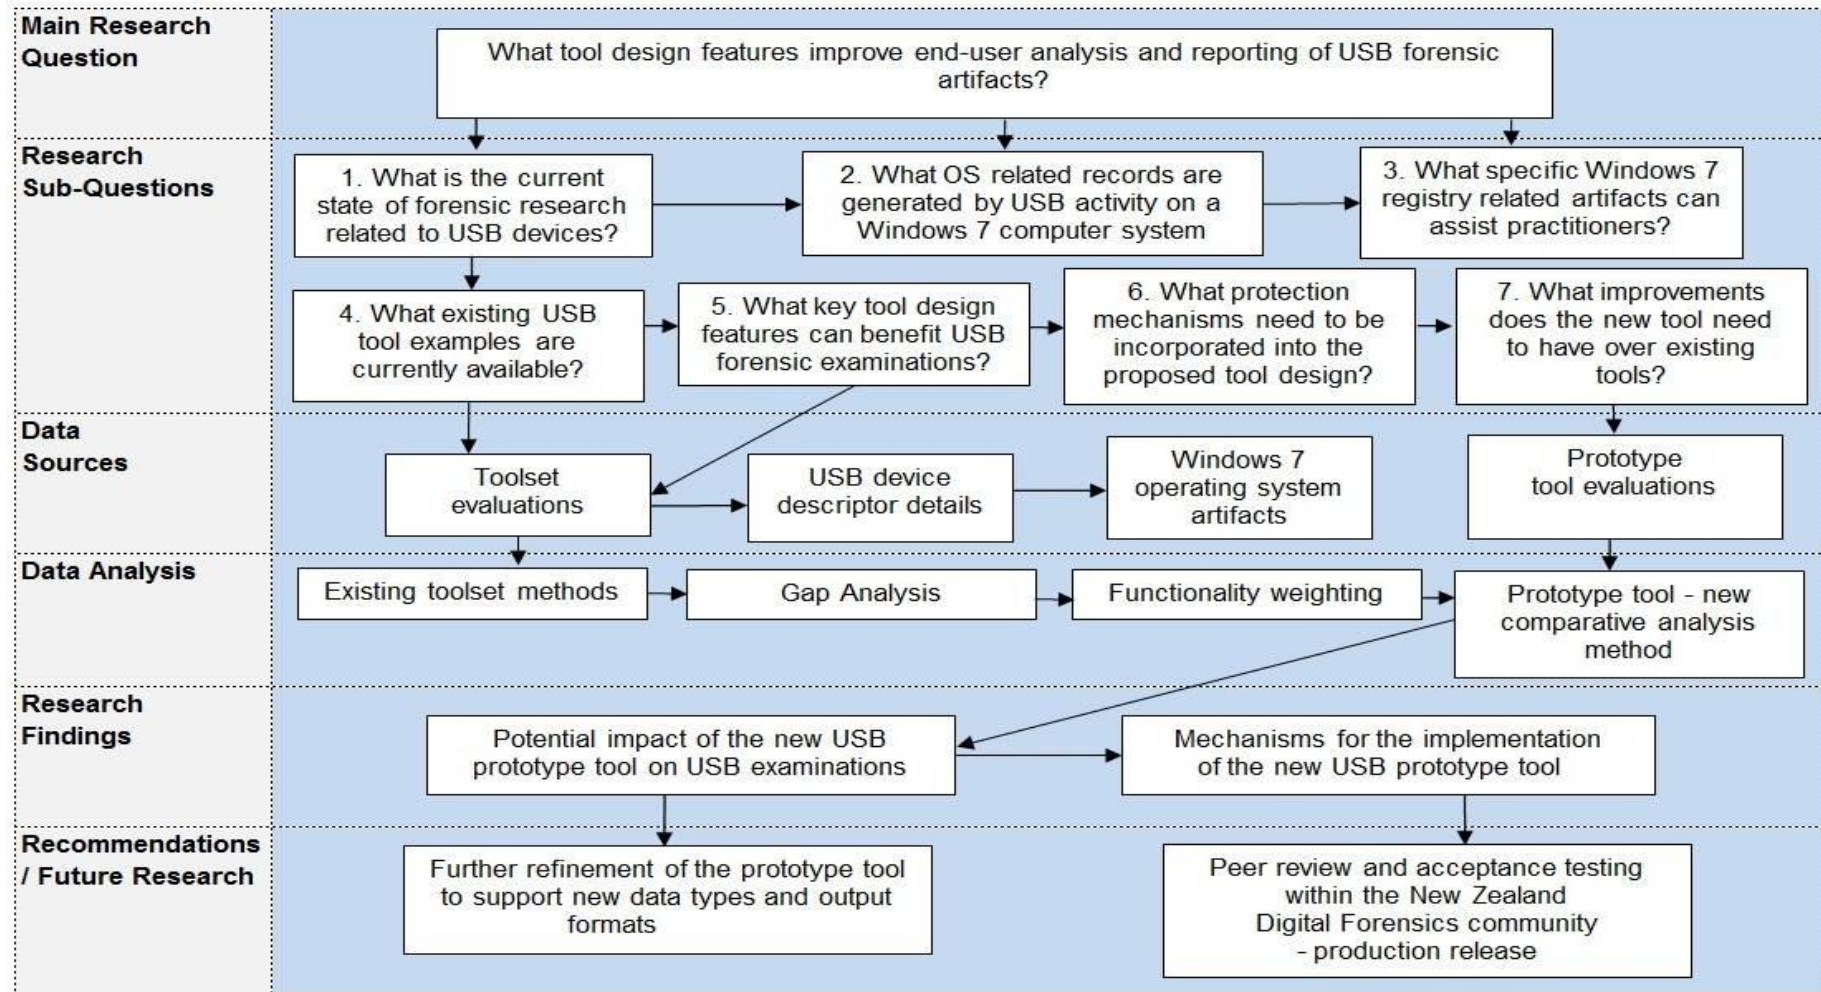 Main Research
Question
What tool design features improve end-user analysis and reporting of USB forensic
artifacts?
Research
Sub-Questions
1. What is the current
state of forensic research
related to USB devices?
2. What OS related records are
generated by USB activity on a
Windows 7 computer system
3. What specific Windows 7
registry related artifacts can
assist practitioners?
4. What existing USB
tool examples are
currently available?
5. What key tool design
features can benefit USB
forensic examinations?
6. What protection
mechanisms need to be
incorporated into the
proposed tool design?
7. What improvements
does the new tool need
to have over existing
tools?
Data
Sources
Toolset
evaluations
USB device
descriptor details
Windows 7
operating system
artifacts
Prototype
tool evaluations
Data Analysis
Existing toolset methods
Gap Analysis
Functionality weighting
Prototype tool - new
comparative analysis
method
Research
Findings
Potential impact of the new USB
prototype tool on USB examinations
Mechanisms for the implementation
of the new USB prototype tool
Recommendations
/ Future Research
Further refinement of the prototype tool
to support new data types and output
formats
Peer review and acceptance testing
within the New Zealand
Digital Forensics community
- production release